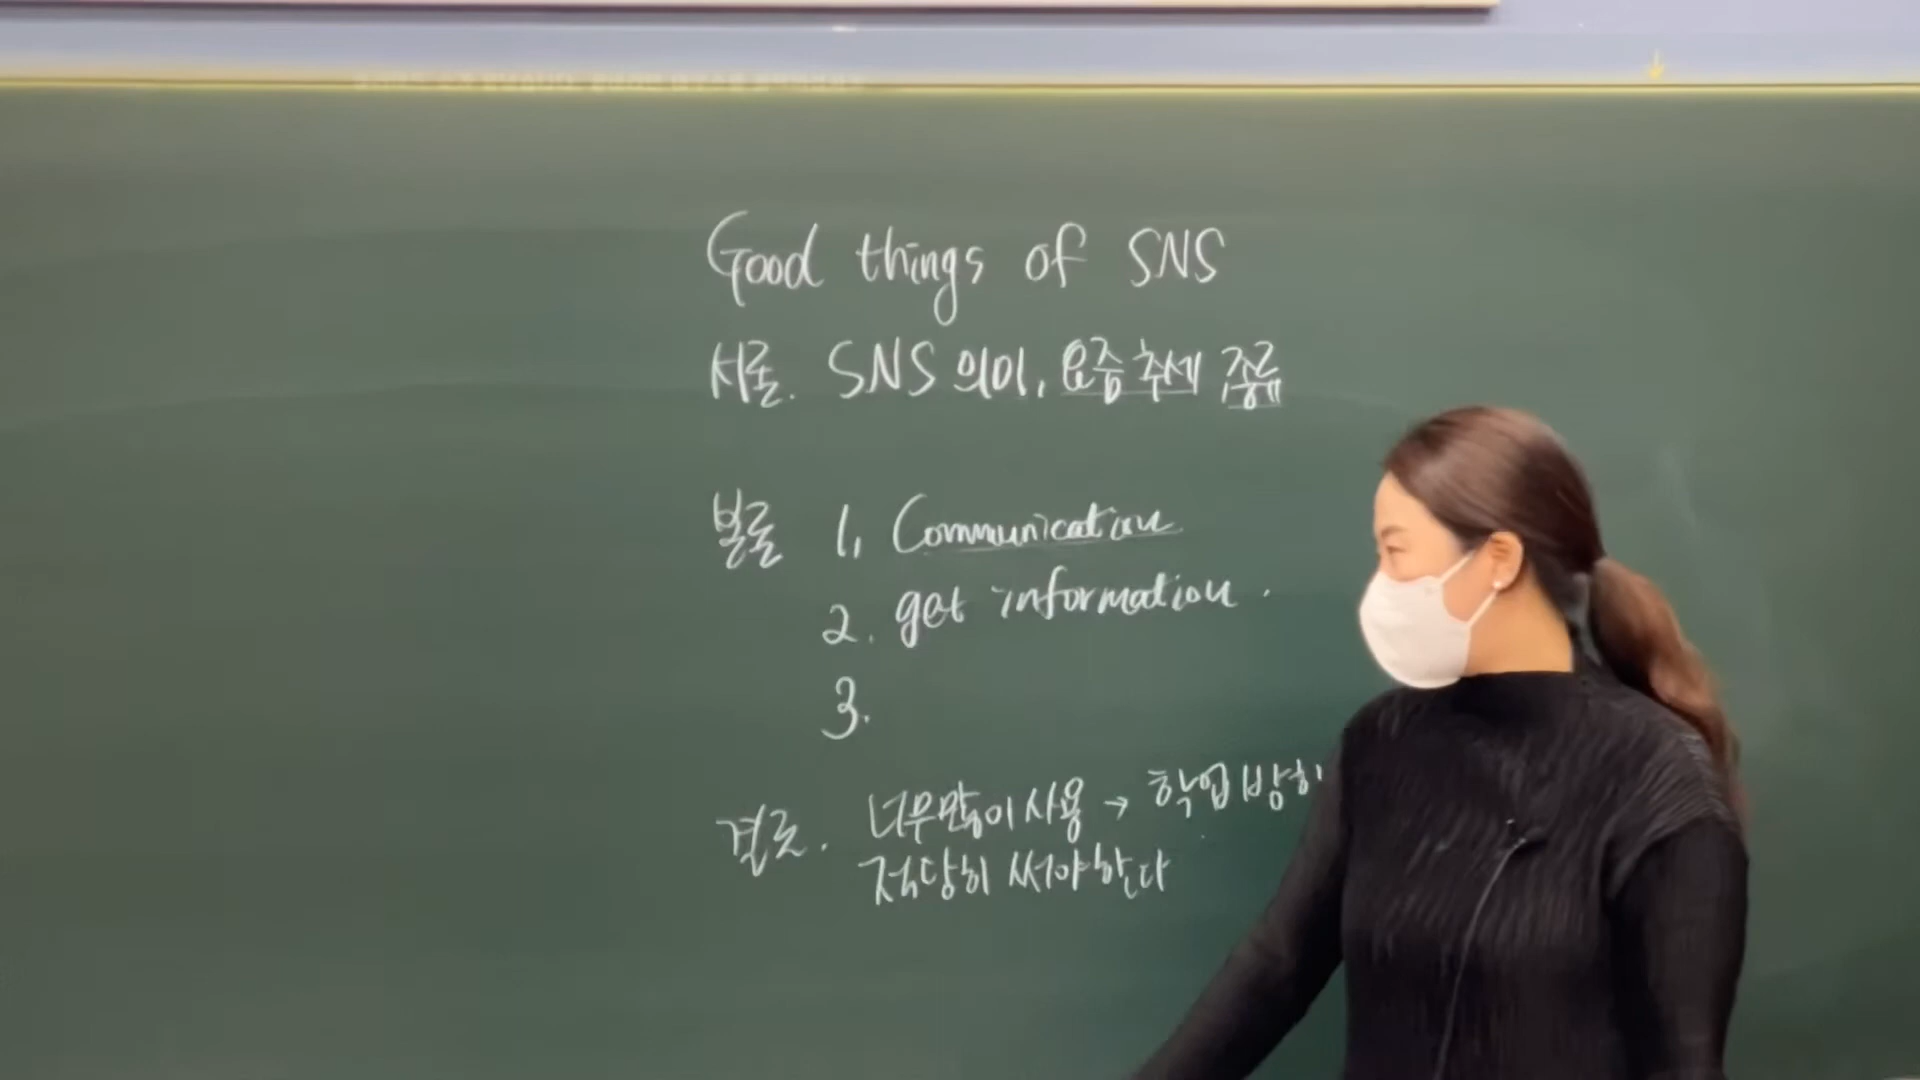 Good things of SNS
서론. SNS 의미, 요즘 추세 종류
본론 1. Communication
2. get information.
3.
결론. 너무 많이 사용 → 학업 방해
적당히 써야한다